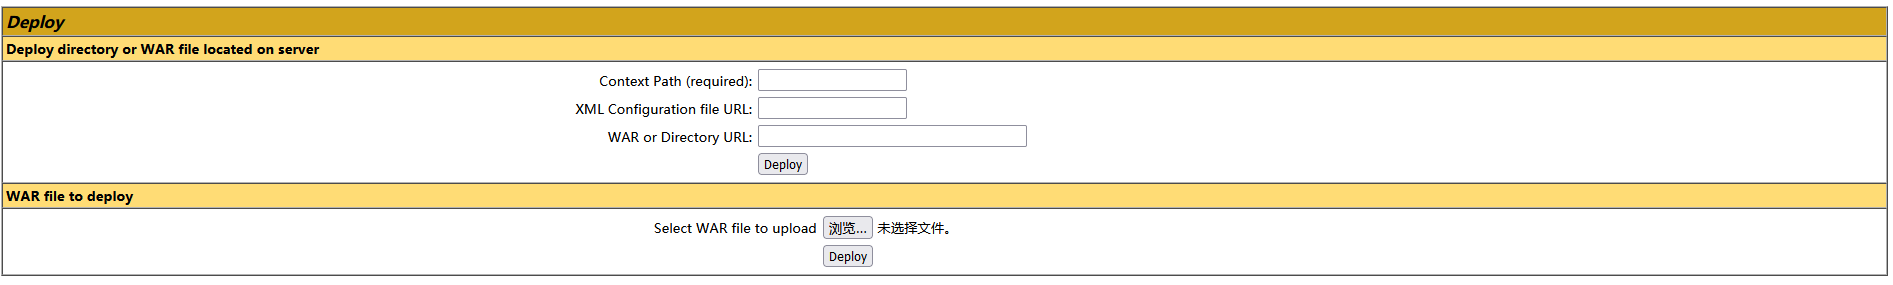 Deploy
Deploy directory or WAR file located on server
Context Path (required):
XML Configuration file URL:
WAR or Directory URL:
Deploy
WAR file to deploy
Select WAR file to upload 浏览... 未选择文件。
Deploy